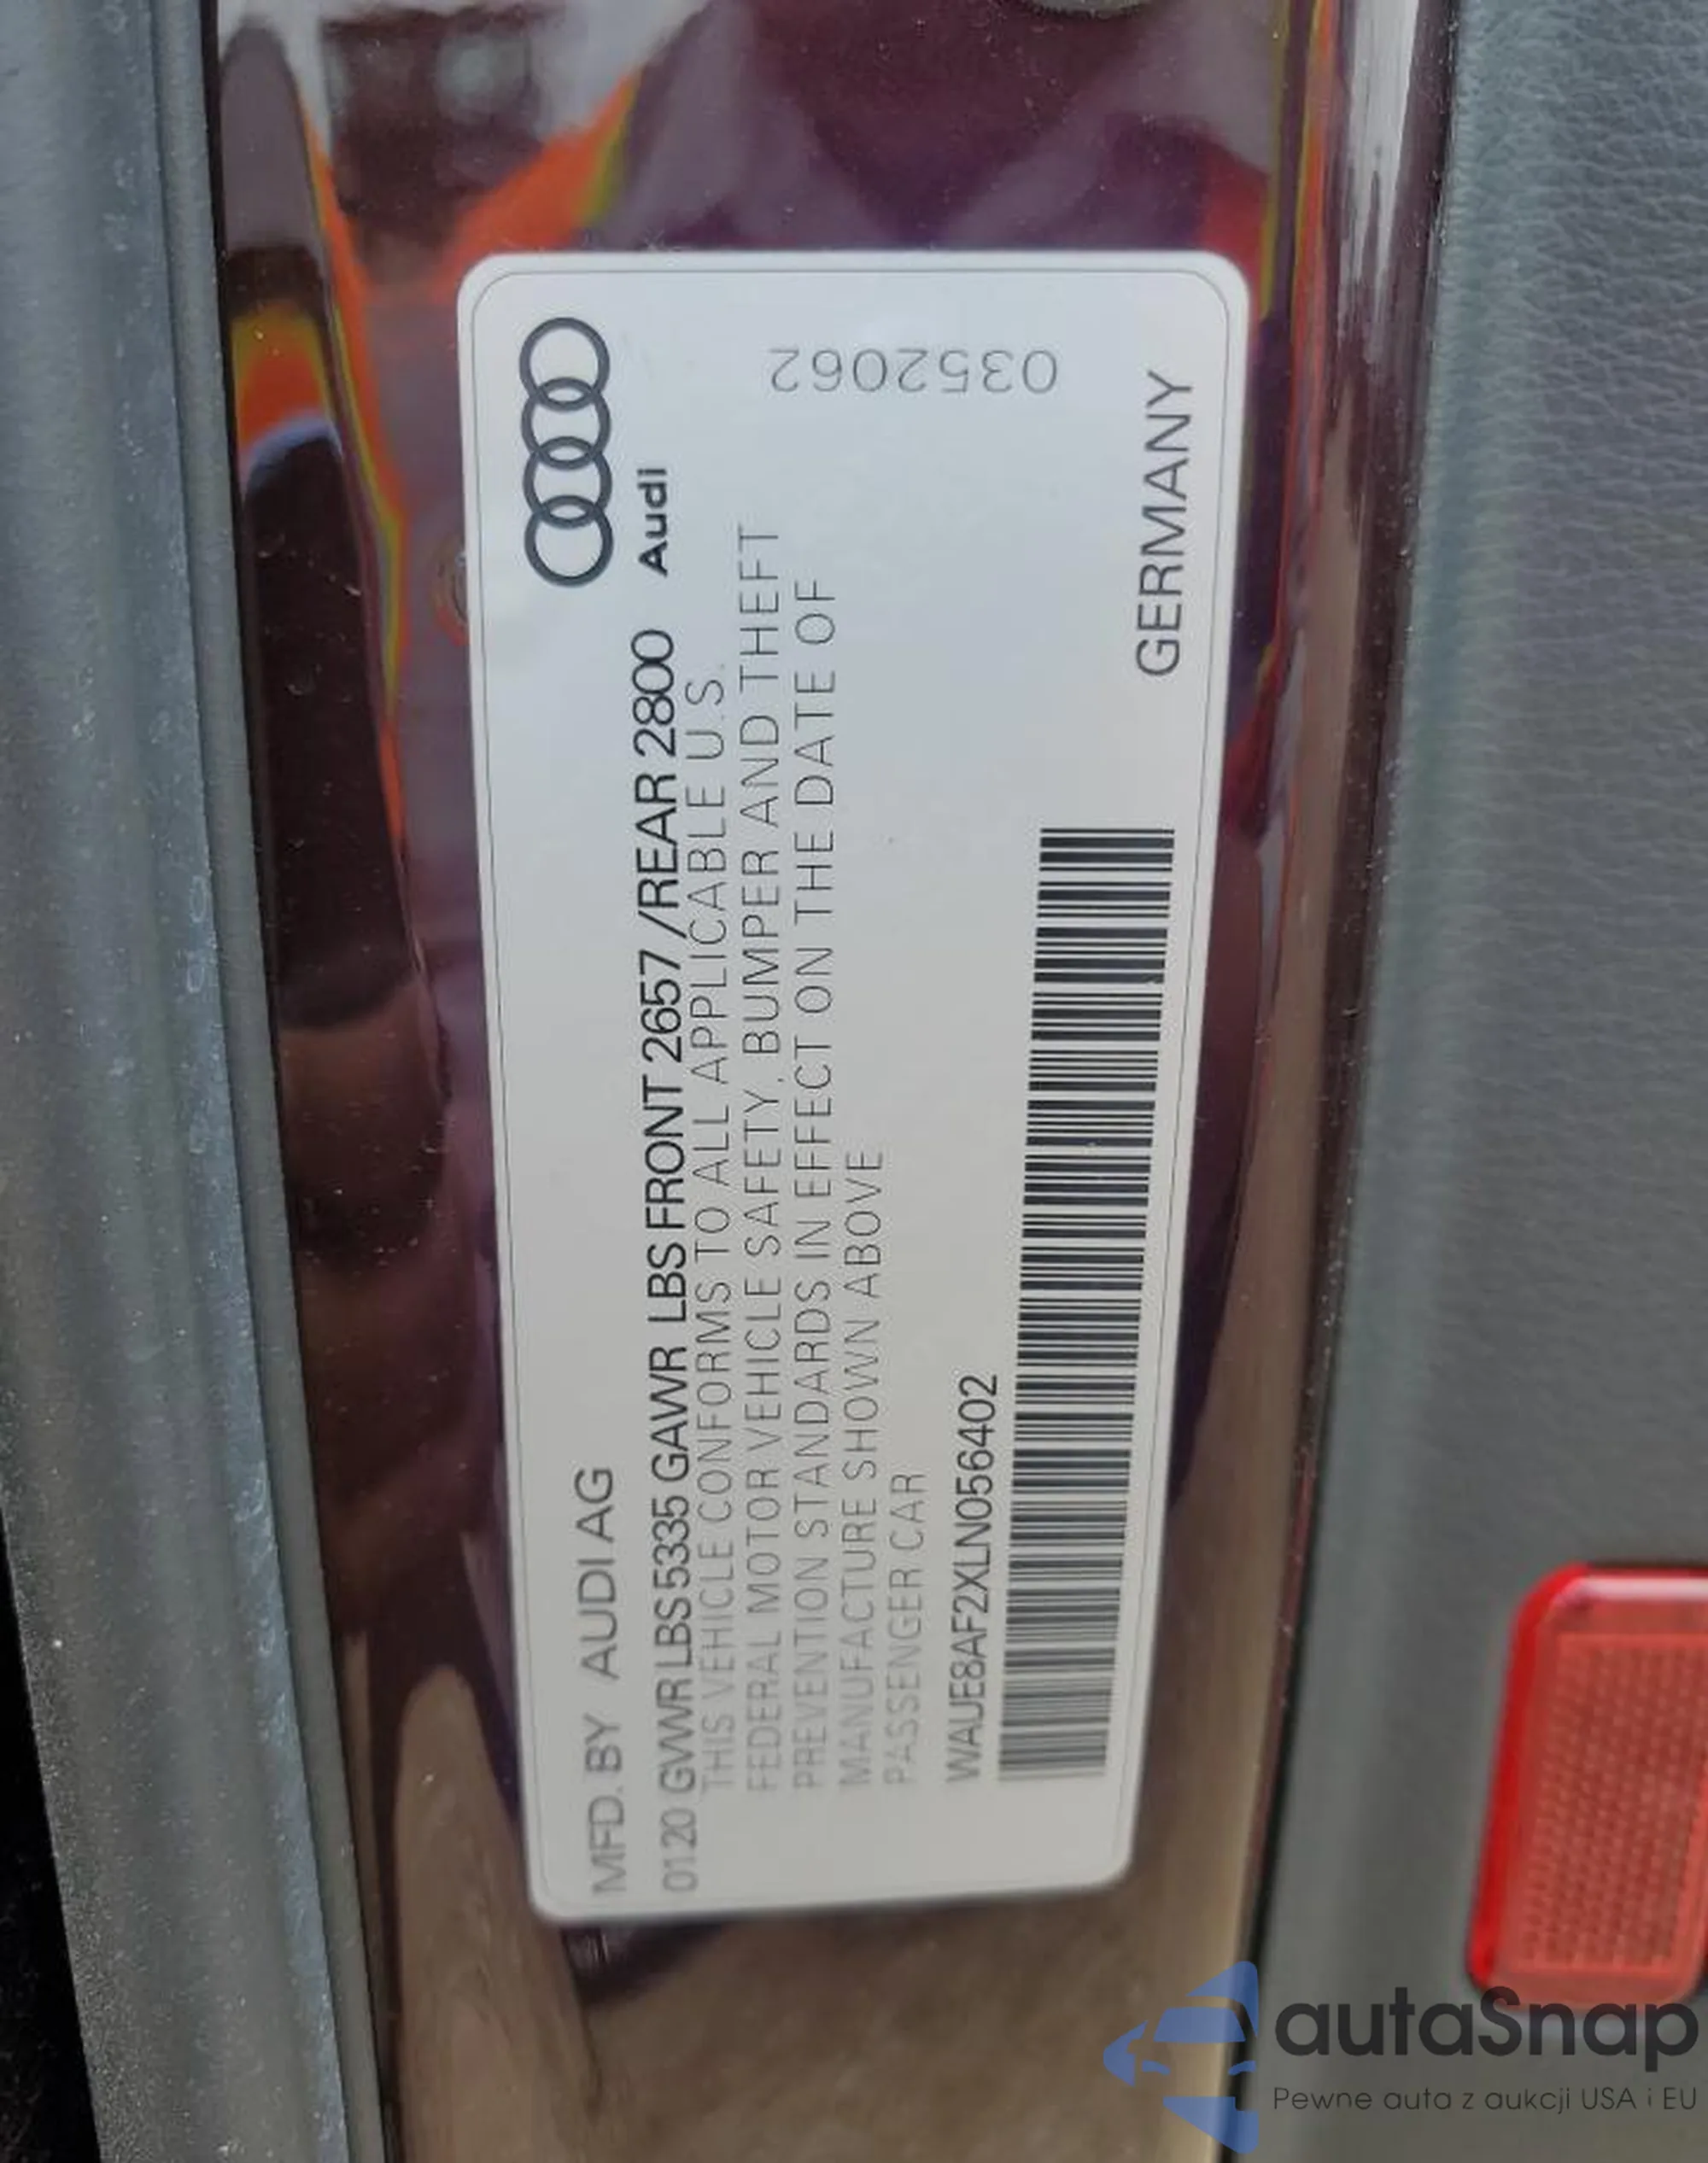 MFD. BY AUDI AG
Audi
0120 GVWR LBS 5335 GAWR LBS FRONT 2657 /REAR 2800
THIS VEHICLE CONFORMS TO ALL APPLICABLE U.S.
FEDERAL MOTOR VEHICLE SAFETY, BUMPER AND THEFT
PREVENTION STANDARDS IN EFFECT ON THE DATE OF
MANUFACTURE SHOWN ABOVE
PASSENGER CAR
0352062
WAUE8AF2XLN056402
GERMANY
autaSnap
Pewne auta z aukcji USA i EU